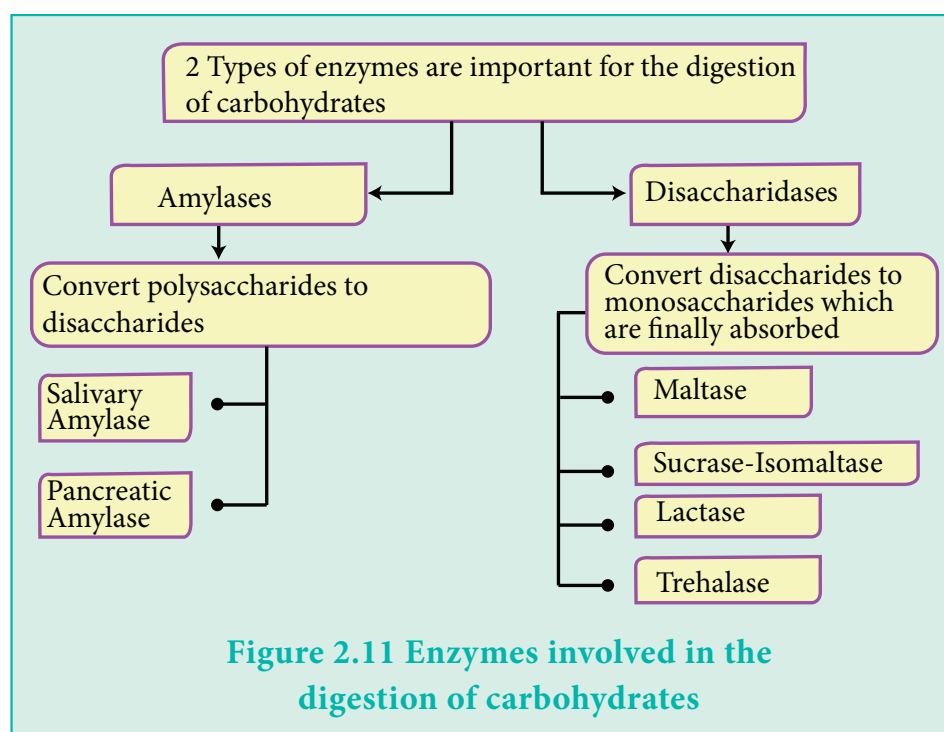 2 Types of enzymes are important for the digestion
of carbohydrates
Amylases
Disaccharidases
Convert polysaccharides to
disaccharides
Convert disaccharides to
monosaccharides which
are finally absorbed
Salivary
Amylase
Pancreatic
Amylase
Maltase
Sucrase-Isomaltase
Lactase
Trehalase
Figure 2.11 Enzymes involved in the
digestion of carbohydrates